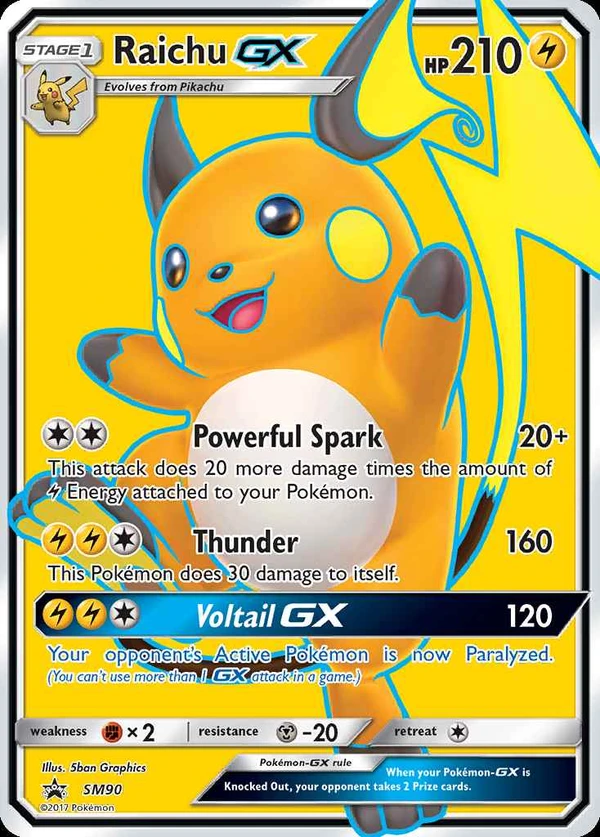 STAGE 1 Raichu GX HP 210
Evolves from Pikachu
Powerful Spark 20+
This attack does 20 more damage times the amount of
Energy attached to your Pokémon.
Thunder 160
This Pokémon does 30 damage to itself.
Voltail GX 120
Your opponent's Active Pokémon is now Paralyzed.
(You can't use more than 1 GX attack in a game.)
weakness ×2 resistance -20 retreat
Illus. 5ban Graphics
Pokémon-GX rule
When your Pokémon-GX is
Knocked Out, your opponent takes 2 Prize cards.
SM90
©2017 Pokémon